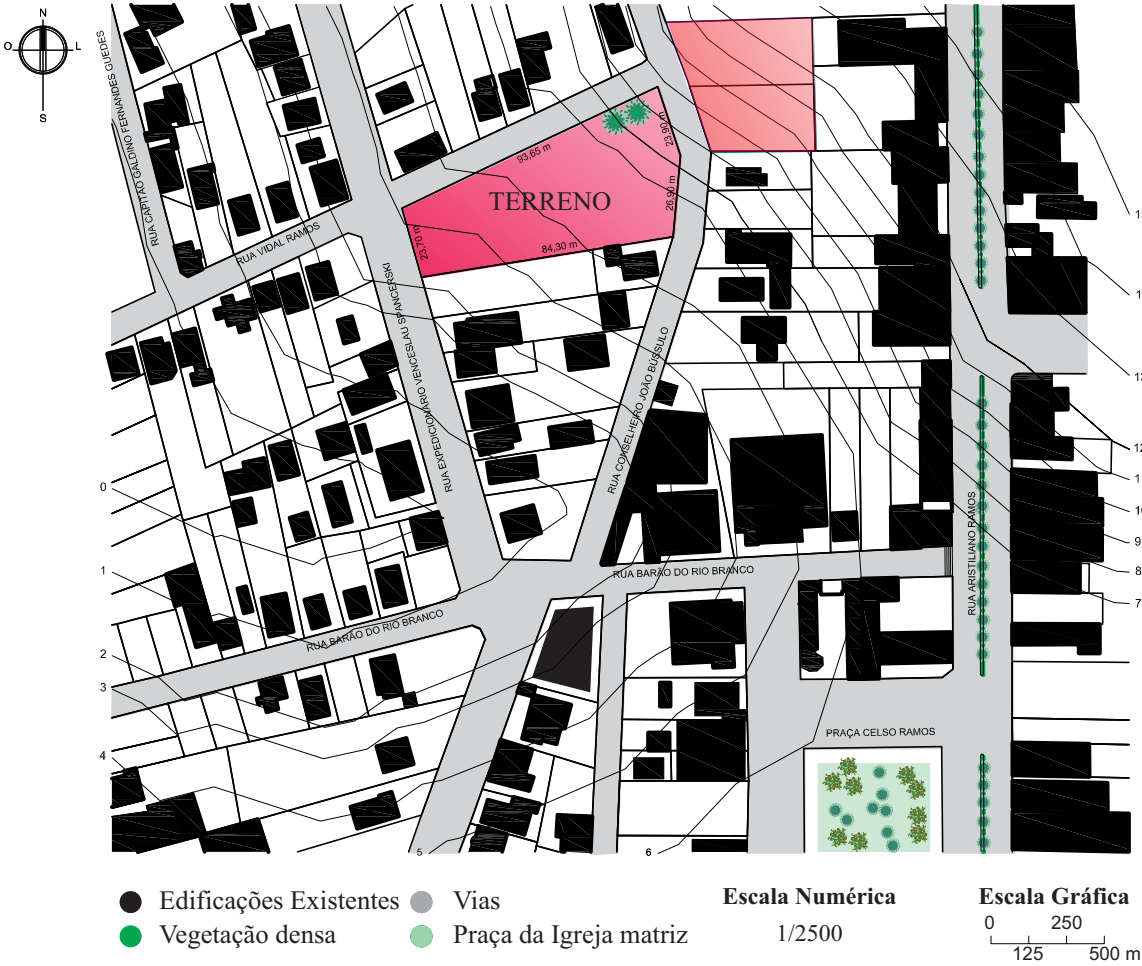 N
O
L
S
RUA CAPITÃO GALDINO FERNANDES GUEDES
93,65 m
23,90 m
TERRENO
26,90 m
23,70 m
84,30 m
RUA VIDAL RAMOS
RUA EXPEDICIONÁRIO VENCESLAU SPANCERSKI
RUA CONSELHEIRO JOÃO BÚSSULO
13
12
0
1
10
9
8
7
1
2
3
4
5
6
RUA BARÃO DO RIO BRANCO
RUA BARÃO DO RIO BRANCO
RUA ARISTILIANO RAMOS
PRAÇA CELSO RAMOS
Edificações Existentes
Vias
Vegetação densa
Praça da Igreja matriz
Escala Numérica
1/2500
Escala Gráfica
0 250
125 500 m